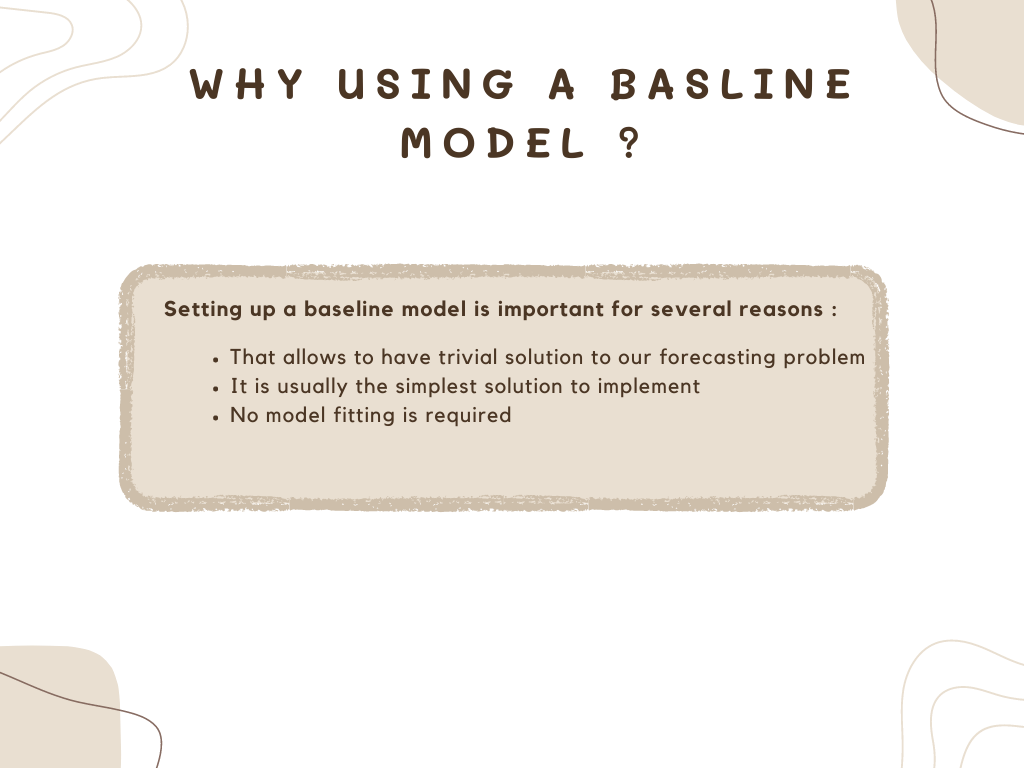 WHY USING A BASLINE
MODEL ?
Setting up a baseline model is important for several reasons :
• That allows to have trivial solution to our forecasting problem
• It is usually the simplest solution to implement
• No model fitting is required